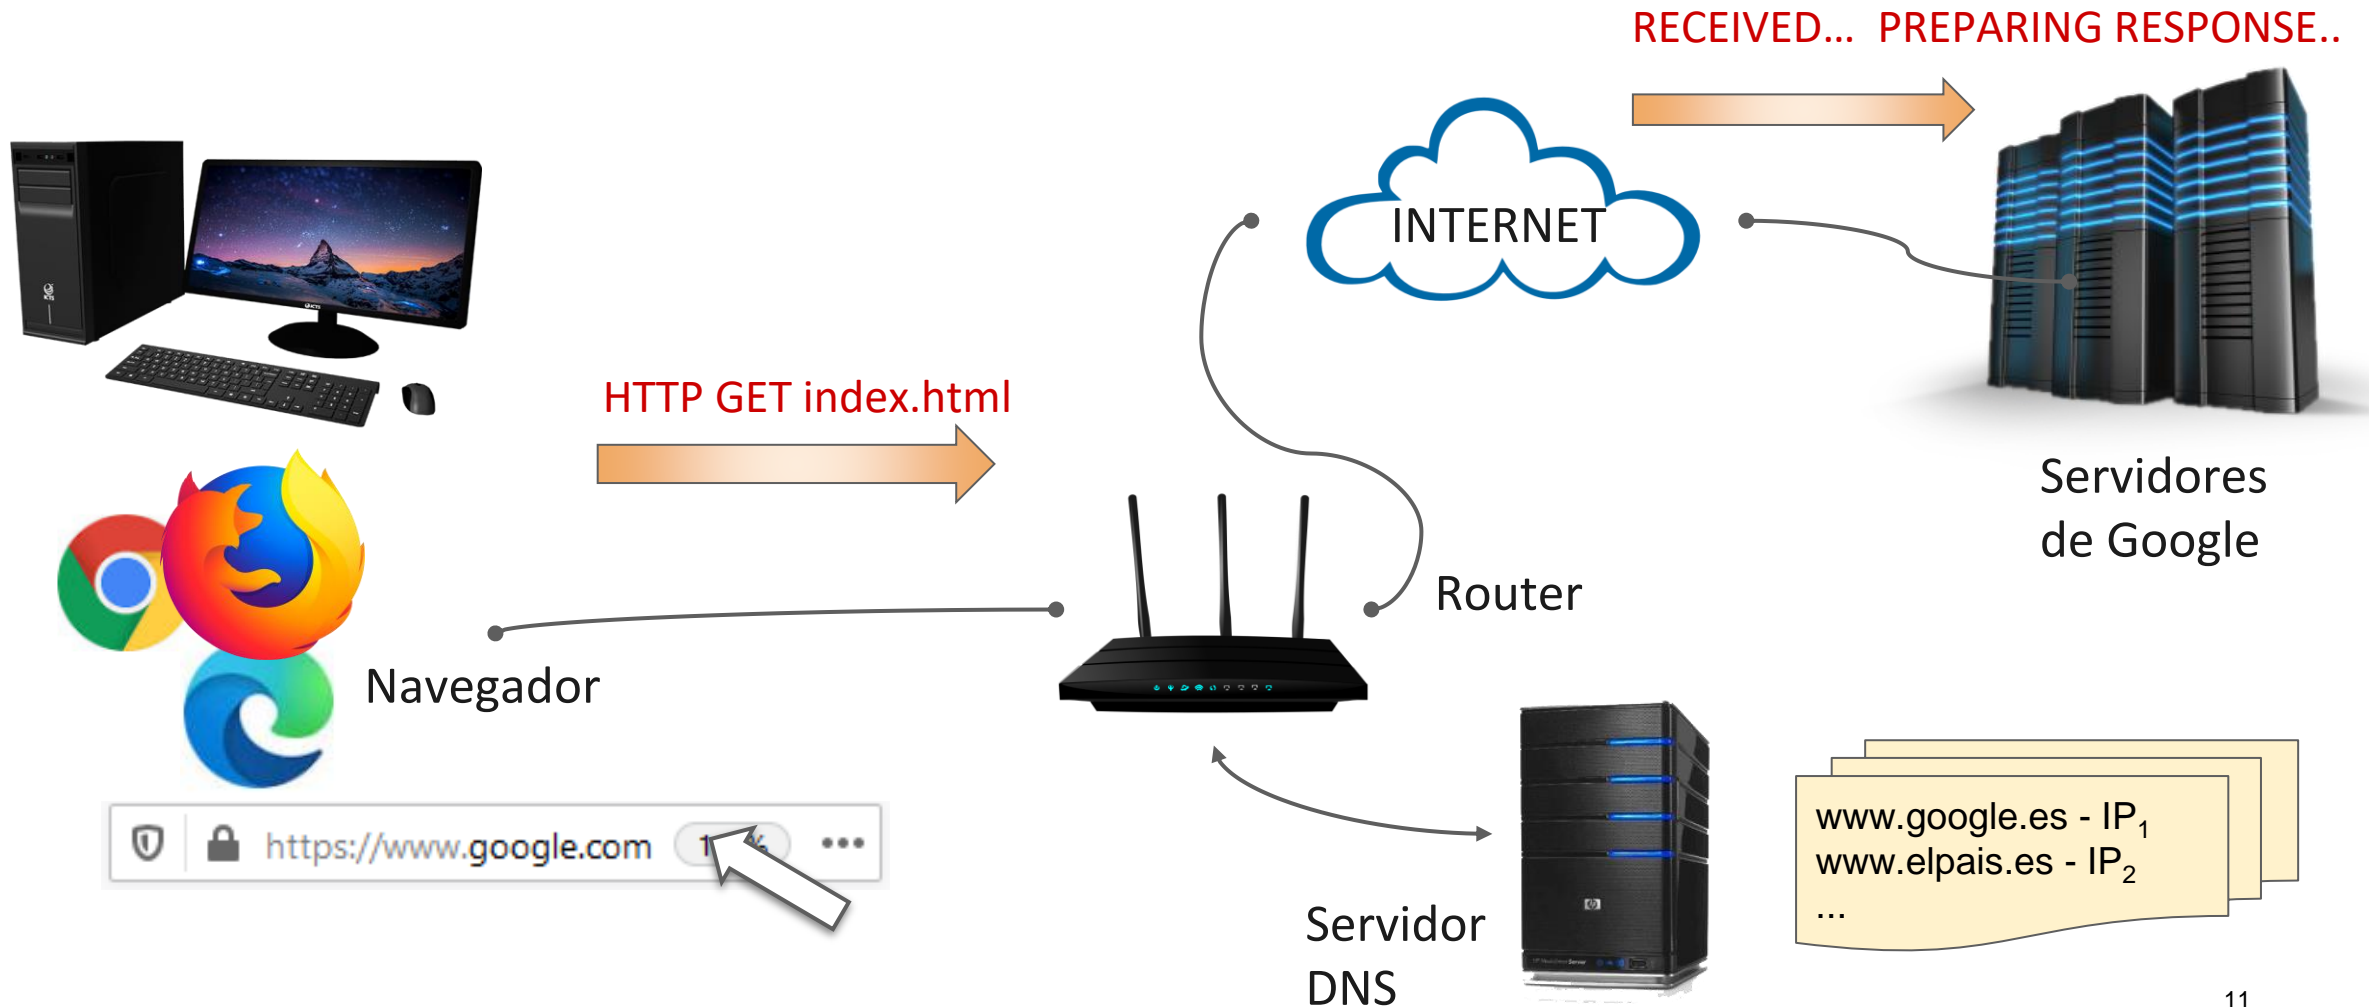 RECEIVED... PREPARING RESPONSE..
INTERNET
HTTP GET index.html
Servidores
de Google
Router
Navegador
https://www.google.com
www.google.es - IP1
www.elpais.es - IP2
...
Servidor
DNS
11